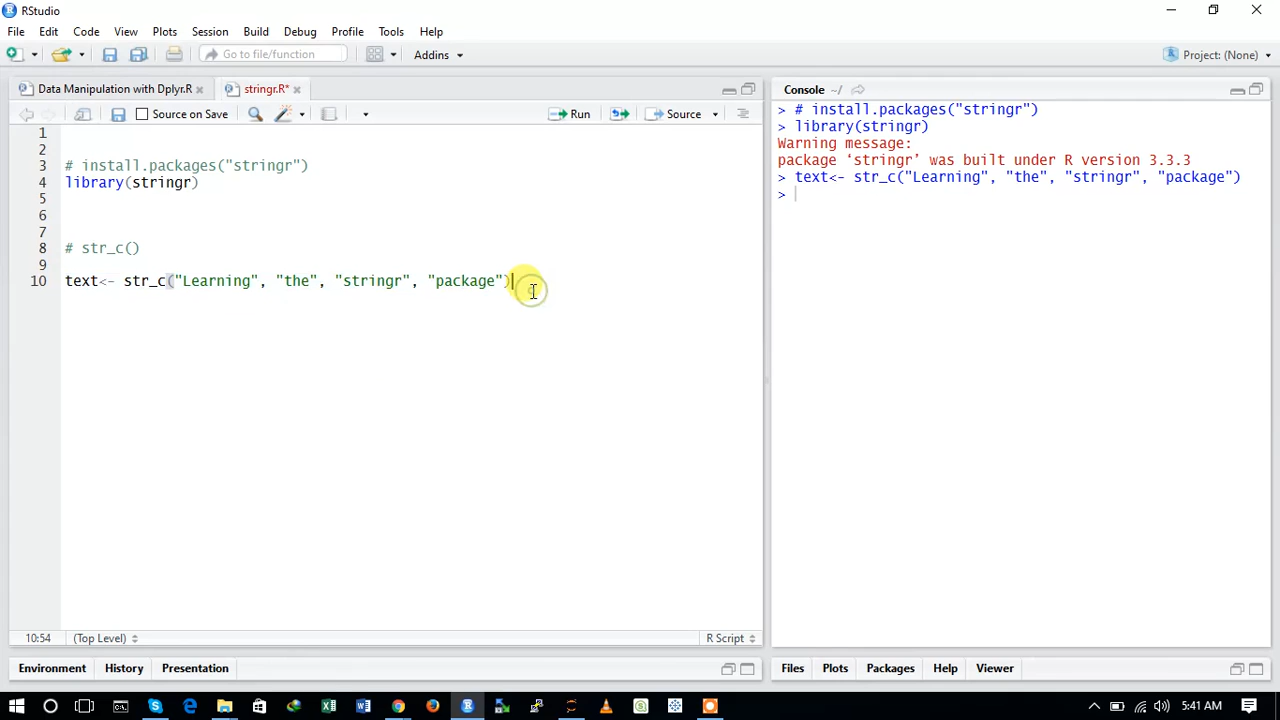 RStudio
File Edit Code View Plots Session Build Debug Profile Tools Help
Go to file/function Addins Project: (None)
Data Manipulation with Dplyr.R stringr.R*
Source on Save Run Source
1
2
3 # install.packages("stringr")
4 library(stringr)
5
6
7
8 # str_c()
9
10 text<- str_c("Learning", "the", "stringr", "package")
10:54 (Top Level) R Script
Environment History Presentation
Console ~/
> # install.packages("stringr")
> library(stringr)
Warning message:
package ‘stringr’ was built under R version 3.3.3
> text<- str_c("Learning", "the", "stringr", "package")
>
Files Plots Packages Help Viewer
5:41 AM